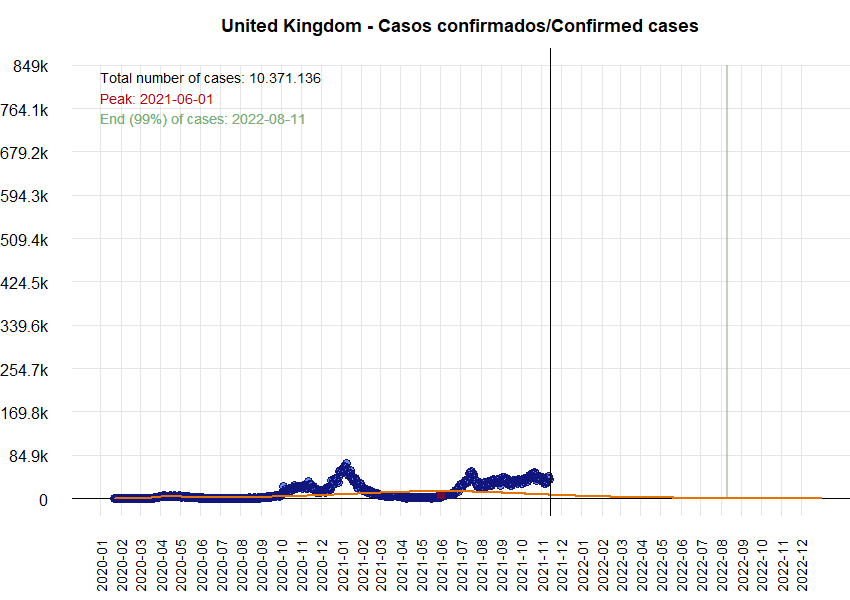 United Kingdom - Casos confirmados/Confirmed cases
849k
Total number of cases: 10.371.136
Peak: 2021-06-01
764.1k
End (99%) of cases: 2022-08-11
679.2k
594.3k
509.4k
424.5k
339.6k
254.7k
169.8k
84.9k
0
2020-01
2020-02
2020-03
2020-04
2020-05
2020-06
2020-07
2020-08
2020-09
2020-10
2020-11
2020-12
2021-01
2021-02
2021-03
2021-04
2021-05
2021-06
2021-07
2021-08
2021-09
2021-10
2021-11
2021-12
2022-01
2022-02
2022-03
2022-04
2022-05
2022-06
2022-07
2022-08
2022-09
2022-10
2022-11
2022-12